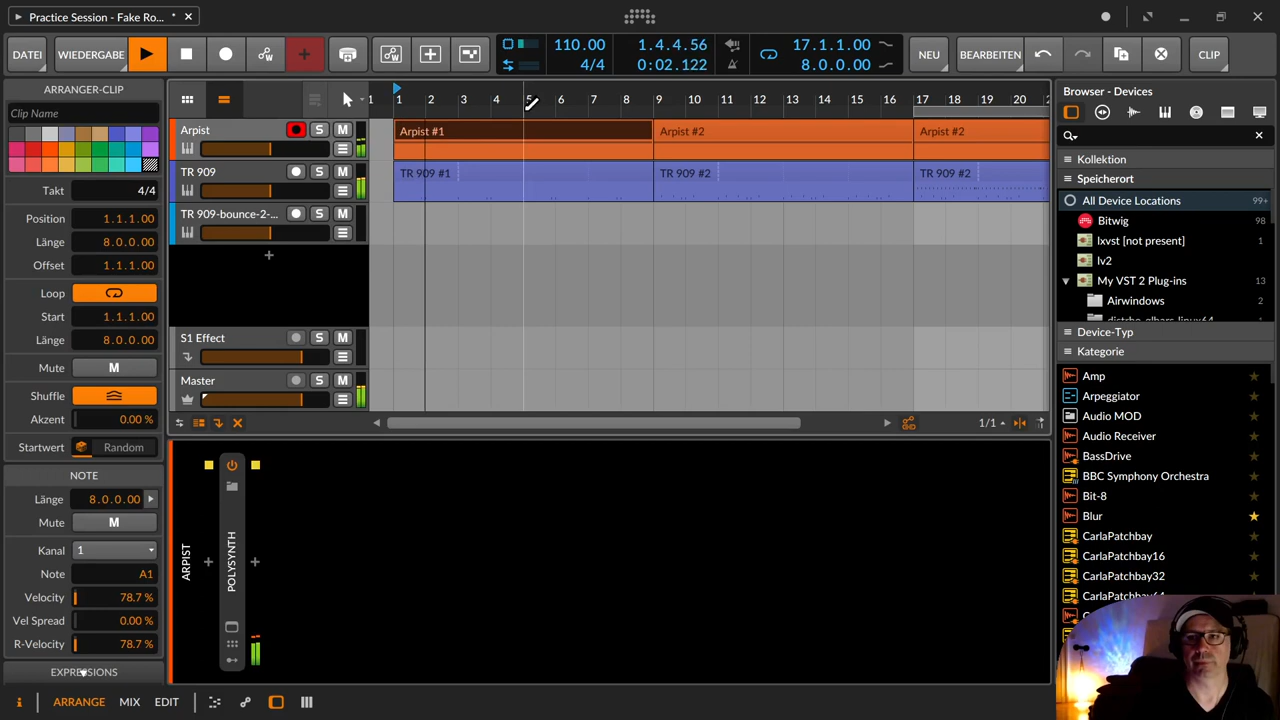 Practice Session - Fake Ro... *
DATEI
WIEDERGABE
110.00
4/4
1.4.4.56
0:02.122
17.1.1.00
8.0.0.00
NEU
BEARBEITEN
CLIP
ARRANGER-CLIP
Clip Name
Takt 4/4
Position 1.1.1.00
Länge 8.0.0.00
Offset 1.1.1.00
Loop
Start 1.1.1.00
Länge 8.0.0.00
Mute M
Shuffle
Akzent 0.00 %
Startwert Random
NOTE
Länge 8.0.0.00
Mute M
Kanal 1
Note A1
Velocity 78.7 %
Vel Spread 0.00 %
R-Velocity 78.7 %
EXPRESSIONS
1 1 2 3 4 5 6 7 8 9 10 11 12 13 14 15 16 17 18 19 20
Arpist S M
Arpist #1 Arpist #2 Arpist #2
TR 909 S M
TR 909 #1 TR 909 #2 TR 909 #2
TR 909-bounce-2-... S M
S1 Effect S M
Master S M
1/1
ARPIST
POLYSYNTH
Browser - Devices
Kollektion
Speicherort
All Device Locations 99+
Bitwig 98
lxvst [not present] 1
lv2
My VST 2 Plug-ins 13
Airwindows 2
distrho-glbars-linux64
Device-Typ
Kategorie
Amp
Arpeggiator
Audio MOD
Audio Receiver
BassDrive
BBC Symphony Orchestra
Bit-8
Blur
CarlaPatchbay
CarlaPatchbay16
CarlaPatchbay32
CarlaPatchbay64
i ARRANGE MIX EDIT